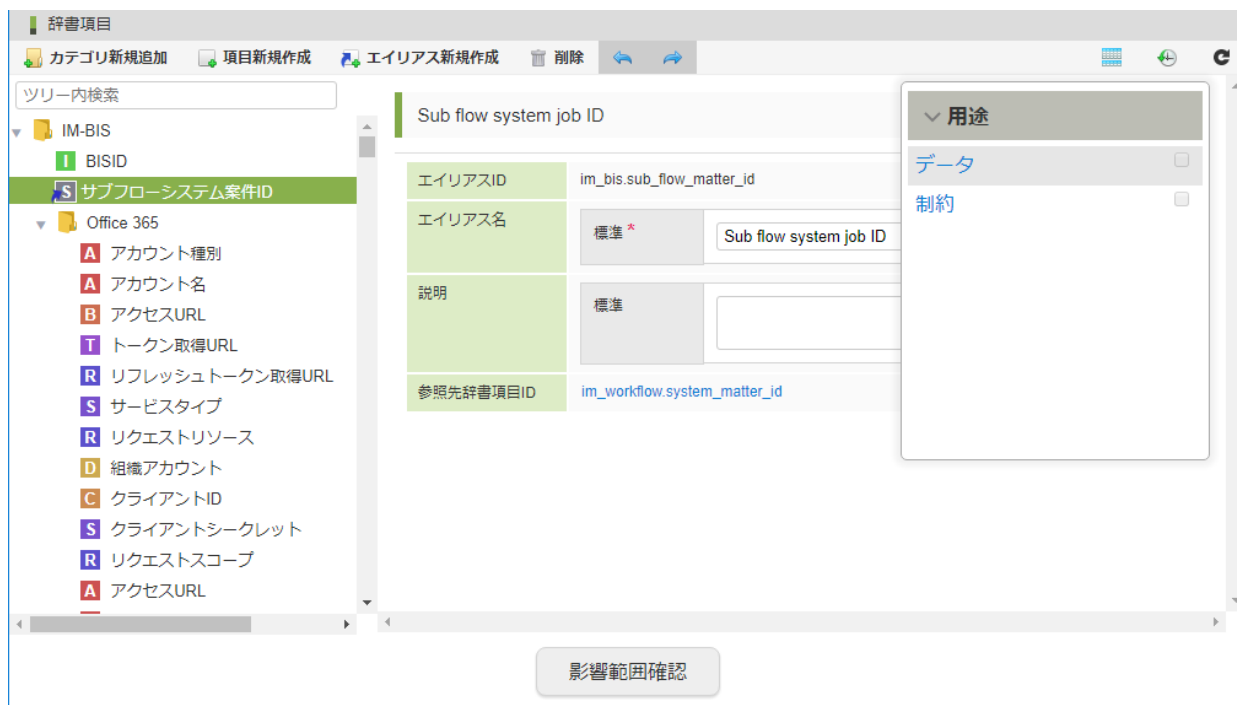 辞書項目
カテゴリ新規追加 項目新規作成 エイリアス新規作成 削除
ツリー内検索
IM-BIS
I BISID
S サブフローシステム案件ID
Office 365
A アカウント種別
A アカウント名
B アクセスURL
T トークン取得URL
R リフレッシュトークン取得URL
S サービスタイプ
R リクエストリソース
D 組織アカウント
C クライアントID
S クライアントシークレット
R リクエストスコープ
A アクセスURL
Sub flow system job ID
エイリアスID im_bis.sub_flow_matter_id
エイリアス名 標準 * Sub flow system job ID
説明 標準
参照先辞書項目ID im_workflow.system_matter_id
用途
データ
制約
影響範囲確認